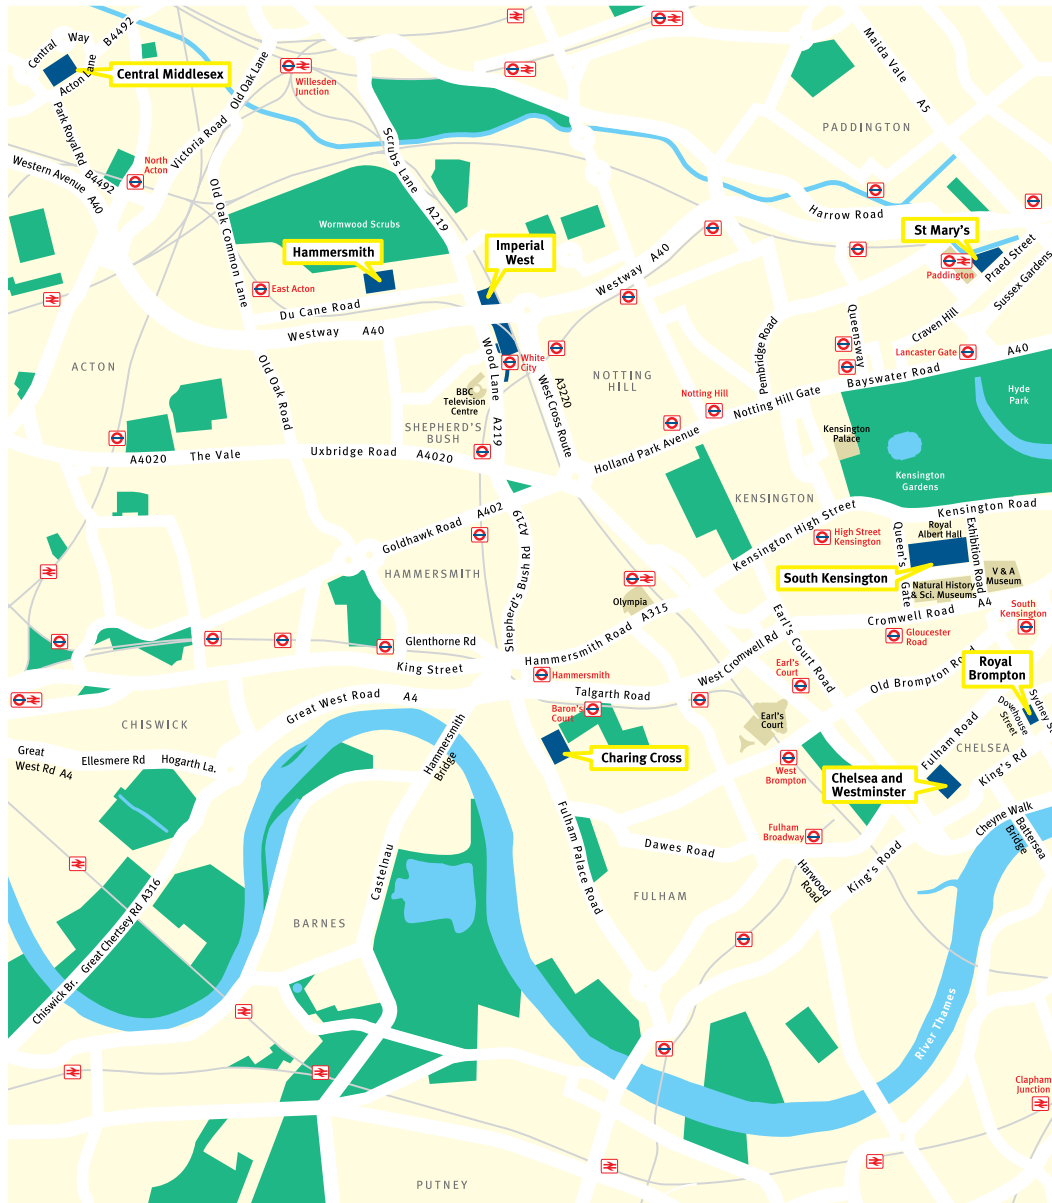 Central Way
B4492
Acton Lane
Central Middlesex
Park Royal Rd
B4492
Western Avenue A40
North
Acton
Victoria Road
Old Oak Lane
Willesden
Junction
Scrubs Lane
A219
Maida Vale
A5
PADDINGTON
Harrow Road
Wormwood Scrubs
Old Oak Common Lane
Hammersmith
Imperial
West
St Mary's
Paddington
Praed Street
Sussex Gardens
East Acton
Du Cane Road
Westway A40
Westway A40
Craven Hill
Queensway
Pembridge Road
Lancaster Gate
A40
Bayswater Road
Hyde
Park
ACTON
Old Oak Road
Wood Lane
A219
White
City
BBC
Television
Centre
A3220
West Cross Route
NOTTING
HILL
Notting Hill
Notting Hill Gate
Holland Park Avenue
SHEPHERD'S
BUSH
Kensington
Palace
Kensington
Gardens
A4020 The Vale
Uxbridge Road A4020
KENSINGTON
Kensington Road
Goldhawk Road A402
A219
Shepherd's Bush Rd
Kensington High Street
High Street
Kensington
Queen's
Gate
Royal
Albert Hall
Exhibition Road
South Kensington
V & A
Museum
Natural History
& Sci. Museums
HAMMERSMITH
Olympia
Cromwell Road A4
South
Kensington
Gloucester
Road
Glenthorne Rd
King Street
Hammersmith Road A315
Hammersmith
West Cromwell Rd
Earl's Court Road
Earl's
Court
Old Brompton Road
Royal
Brompton
Sydney St
Dovehouse
Street
Great West Road A4
Talgarth Road
Baron's
Court
Earl's
Court
CHISWICK
Great
West Rd A4
Ellesmere Rd
Hogarth La.
Hammersmith
Bridge
Charing Cross
West
Brompton
Fulham Road
CHELSEA
King's Rd
Chelsea and
Westminster
Cheyne Walk
Battersea
Bridge
Fulham
Broadway
Fulham Palace Road
Dawes Road
Harwood
Road
King's Road
Castelnau
FULHAM
BARNES
Chiswick Br. Great Chertsey Rd A316
River Thames
Clapham
Junction
PUTNEY